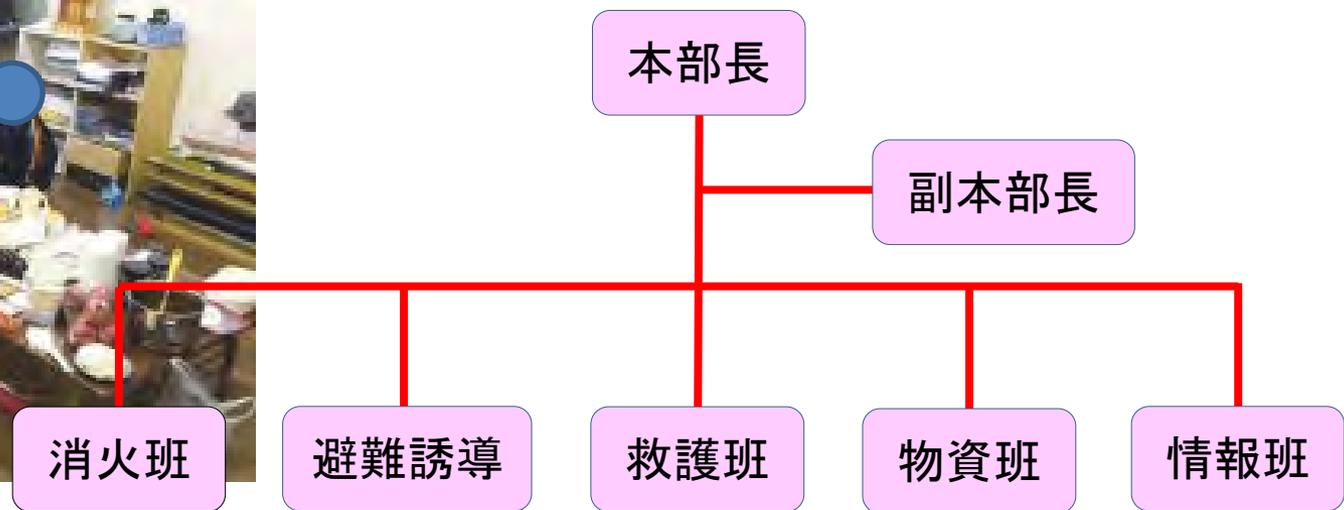 本部長
副本部長
消火班
避難誘導
救護班
物資班
情報班